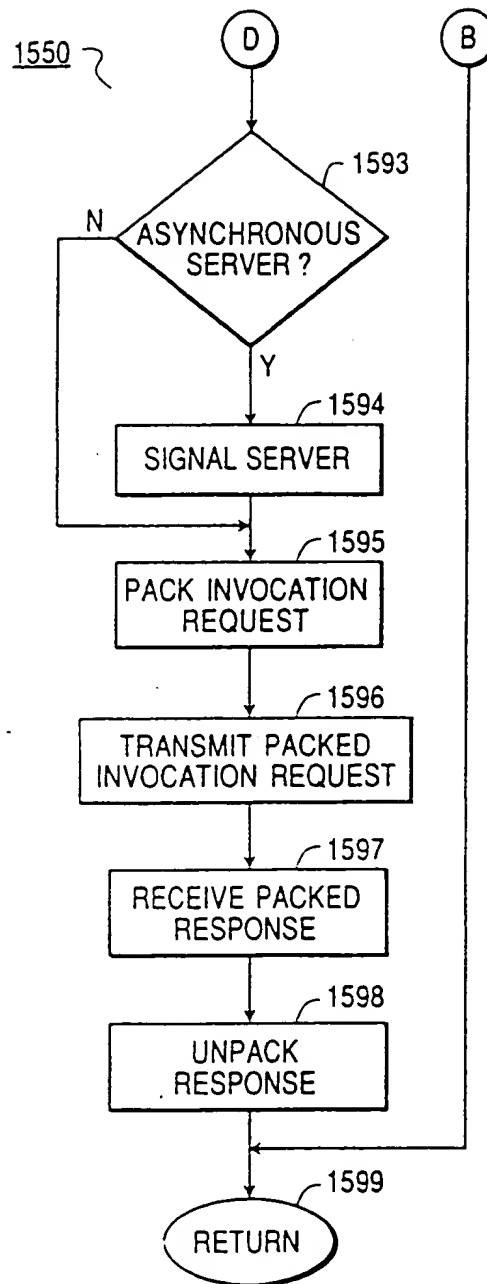 1550
D
B
1593
N
ASYNCHRONOUS
SERVER ?
Y
1594
SIGNAL SERVER
1595
PACK INVOCATION
REQUEST
1596
TRANSMIT PACKED
INVOCATION REQUEST
1597
RECEIVE PACKED
RESPONSE
1598
UNPACK
RESPONSE
1599
RETURN